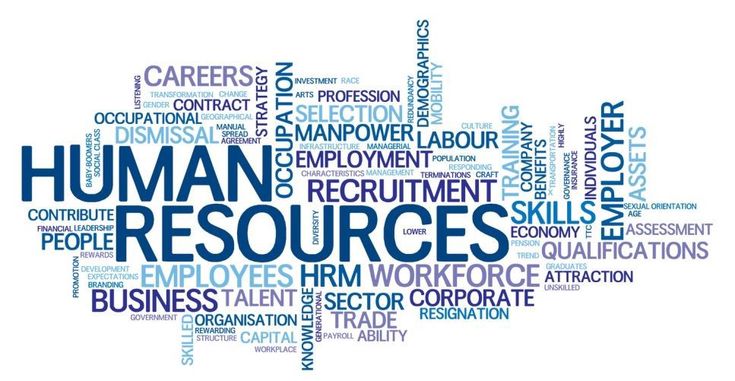 CAREERS
LISTENING
TRANSFORMATION
CHANGE
GENDER
CONTRACT
GEOGRAPHICAL
STRATEGY
OCCUPATIONAL
DISMISSAL
MANUAL
SPREAD
AGREEMENT
BABY-BOOMERS
SOCIAL CLASS
OCCUPATION
INVESTMENT
RACE
ARTS
PROFESSION
REDUNDANCY
DEMOGRAPHICS
MOBILITY
SELECTION
MANPOWER
LABOUR
CULTURE
INFRASTRUCTURE
MANAGERIAL
EMPLOYMENT
POPULATION
RESPONDING
CHARACTERISTICS
MANAGEMENT
TERMINATIONS
CRAFT
TRAINING
COMPANY
BENEFITS
TRANSPORTATION
HIGHLY
GOVERNANCE
INSURANCE
INDIVIDUALS
EMPLOYER
ASSETS
HUMAN
RECRUITMENT
RESOURCES
SKILLS
SEXUAL ORIENTATION
AGE
CONTRIBUTE
FINANCIAL
LEADERSHIP
PEOPLE
REWARDS
DIVERSITY
LOWER
ECONOMY
TTC
ASSESSMENT
PENSION
TREND
QUALIFICATIONS
PROMOTION
DEVELOPMENT
EXPECTATIONS
BRANDING
EMPLOYEES
HRM
WORKFORCE
GRADUATES
ATTRACTION
UNSKILLED
BUSINESS
TALENT
KNOWLEDGE
GENERATIONAL
SECTOR
CORPORATE
RESIGNATION
GOVERNMENT
SKILLED
ORGANISATION
REWARDING
STRUCTURE
CAPITAL
WORKPLACE
TRADE
PAYROLL
ABILITY